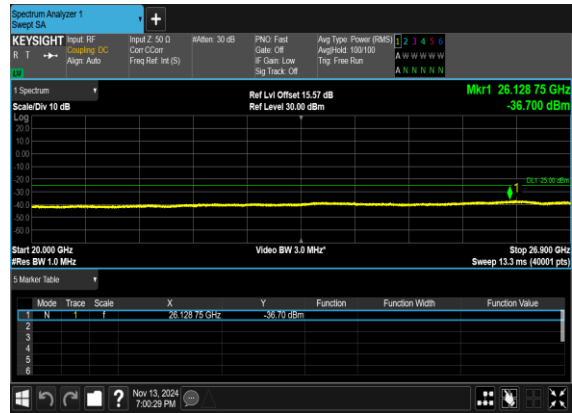 Spectrum Analyzer 1
Swept SA
KEYSIGHT Input: RF Input Z: 50 Ω #Atten: 30 dB PNO: Fast Avg Type: Power (RMS) 1 2 3 4 5 6
R T Coupling: DC Corr CCorr Gate: Off Avg|Hold: 100/100 A W W W W W
Align: Auto Freq Ref: Int (S) IF Gain: Low Trig: Free Run A N N N N N
Sig Track: Off
1 Spectrum Ref Lvl Offset 15.57 dB Mkr1 26.128 75 GHz
Scale/Div 10 dB Ref Level 30.00 dBm -36.700 dBm
Log
20.0
10.0
0.00
-10.0
-20.0
DL1 -25.00 dBm
1
-30.0
-40.0
-50.0
-60.0
Start 20.000 GHz Video BW 3.0 MHz* Stop 26.900 GHz
#Res BW 1.0 MHz Sweep 13.3 ms (40001 pts)
5 Marker Table
Mode Trace Scale X Y Function Function Width Function Value
1 N 1 f 26.128 75 GHz -36.70 dBm
2
3
4
5
6
Nov 13, 2024
7:00:29 PM